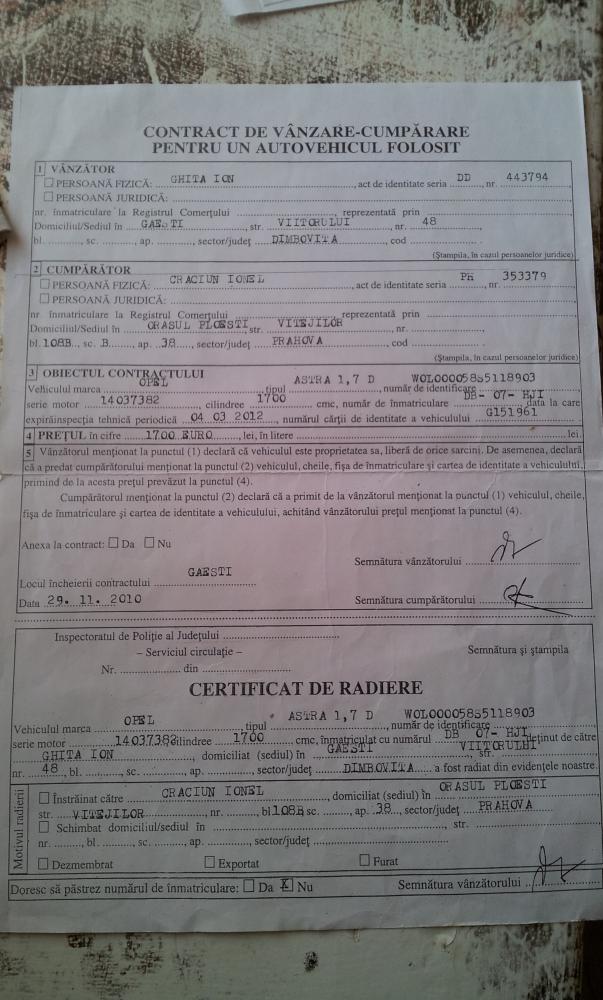 CONTRACT DE VÂNZARE-CUMPĂRARE
PENTRU UN AUTOVEHICUL FOLOSIT
1 VÂNZĂTOR
PERSOANĂ FIZICĂ: GHITA ION, act de identitate seria DD, nr. 443794
PERSOANĂ JURIDICĂ:
nr. înmatriculare la Registrul Comerţului reprezentată prin
Domiciliul/Sediul în GAESTI, str. VIITORULUI nr. 48
bl. , sc. , ap. , sector/judeţ DIMBOVITA, cod
(Ştampila, în cazul persoanelor juridice)
2 CUMPĂRĂTOR
PERSOANĂ FIZICĂ: CRACIUN IONEL, act de identitate seria PH, nr. 353379
PERSOANĂ JURIDICĂ:
nr înmatriculare la Registrul Comerţului reprezentată prin
Domiciliul/Sediul în ORASUL PLOESTI, str. VITEJILOR nr.
bl. 108B, sc. B, ap. 38, sector/judeţ PRAHOVA, cod
(Ştampila, în cazul persoanelor juridice)
3 OBIECTUL CONTRACTULUI
Vehiculul marca OPEL tipul ASTRA 1,7 D, număr de identificare WOL000058S5118903
serie motor 14037382, cilindree 1700 cmc, număr de înmatriculare DB- 07- HJI data la care
expirăinspecţia tehnică periodică 04 03 2012, numărul cărţii de identitate a vehiculului G151961
4 PREŢUL în cifre 1700 EURO, lei, în litere lei.
5 Vânzătorul menţionat la punctul (1) declară că vehiculul este proprietatea sa, liberă de orice sarcini. De asemenea, declară
că a predat cumpărătorului menţionat la punctul (2) vehiculul, cheile, fişa de înmatriculare şi cartea de identitate a vehiculului,
primind de la acesta preţul prevăzut la punctul (4).
Cumpărătorul menţionat la punctul (2) declară că a primit de la vânzătorul menţionat la punctul (1) vehiculul, cheile,
fişa de înmatriculare şi cartea de identitate a vehiculului, achitând vânzătorului preţul menţionat la punctul (4).
Anexa la contract: Da Nu
Semnătura vânzătorului
Locul încheierii contractului GAESTI
Data 29. 11. 2010 Semnătura cumpărătorului
Inspectoratul de Poliţie al Judeţului
– Serviciul circulaţie – Semnătura şi ştampila
Nr. din
CERTIFICAT DE RADIERE
Vehiculul marca OPEL tipul ASTRA 1,7 D, număr de identificare WOL000058S5118903
serie motor 14037382 cilindree 1700 cmc, înmatriculat cu numărul DB 07- HJI deţinut de către
GHITA ION, domiciliat (sediul) în GAESTI str. VIITORULUI
nr. 48, bl. , sc. , ap. , sector/judeţ DIMBOVITA a fost radiat din evidenţele noastre.
Motivul radierii
Înstrăinat către CRACIUN IONEL, domiciliat (sediul) în ORASUL PLOESTI
str. VITEJILOR, nr. , bl. 108B sc. , ap. 38, sector/judeţ PRAHOVA
Schimbat domiciliul/sediul în str.
nr. , bl. , sc. , ap. , sector/judeţ
Dezmembrat Exportat Furat
Doresc să păstrez numărul de înmatriculare: Da X Nu Semnătura vânzătorului